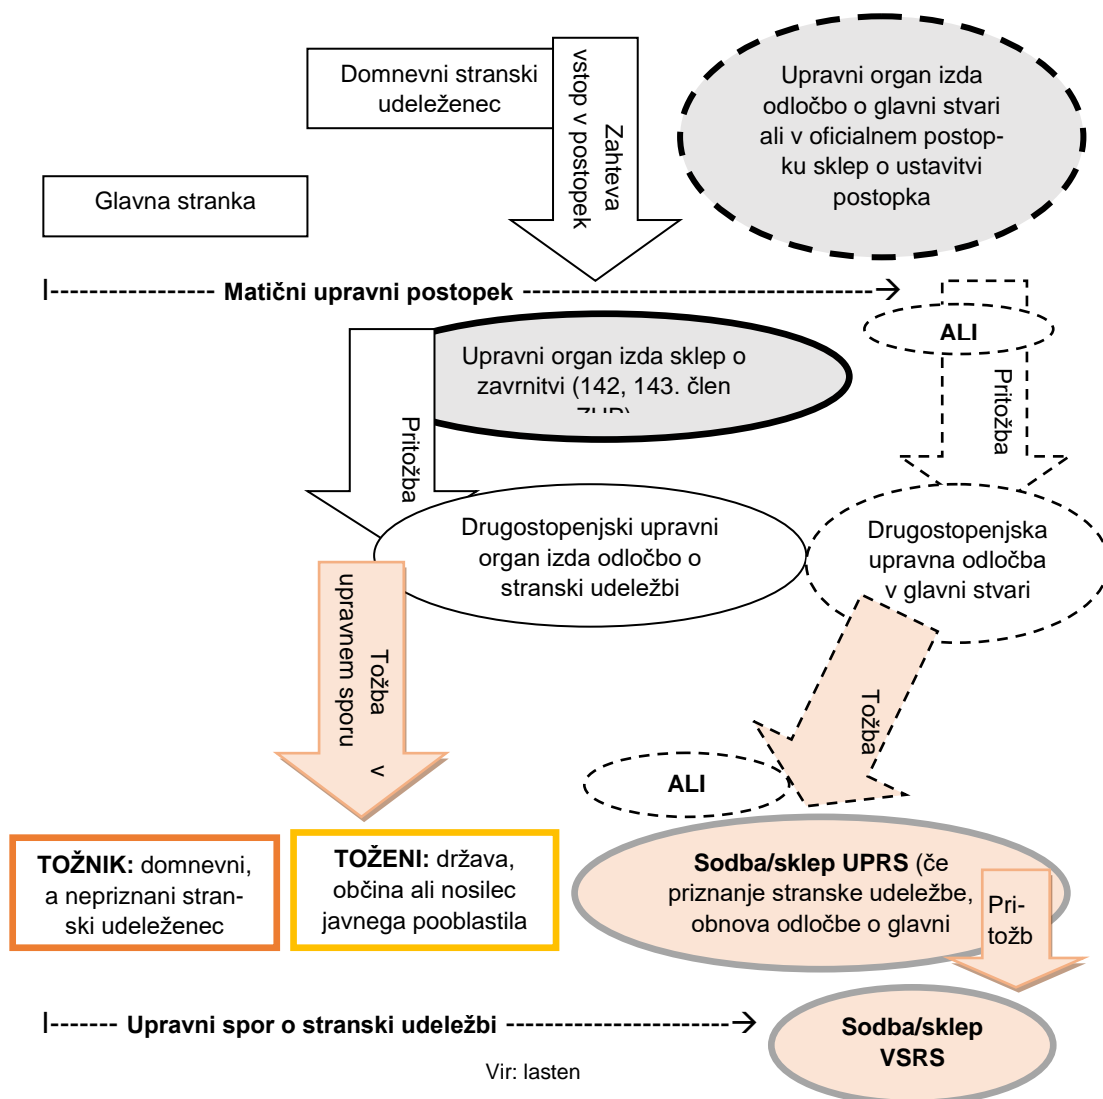 Domnevni stranski
udeleženec
Zahteva
vstop v postopek
Upravni organ izda
odločbo o glavni stvari
ali v oficialnem postop-
ku sklep o ustavitvi
postopka
Glavna stranka
I--------------- Matični upravni postopek --------------------------------→
ALI
Upravni organ izda sklep o
zavrnitvi (142, 143. člen
Pritožba
Pritožba
Drugostopenjski upravni
organ izda odločbo o
stranski udeležbi
Drugostopenjska
upravna odločba
v glavni stvari
Tožba v
upravnem sporu
Tožba
ALI
TOŽNIK: domnevni,
a nepriznani stran-
ski udeleženec
TOŽENI: država,
občina ali nosilec
javnega pooblastila
Sodba/sklep UPRS (če
priznanje stranske udeležbe,
obnova odločbe o glavni
Pri-
tožb
I------- Upravni spor o stranski udeležbi ----------------------→
Sodba/sklep
VSRS
Vir: lasten